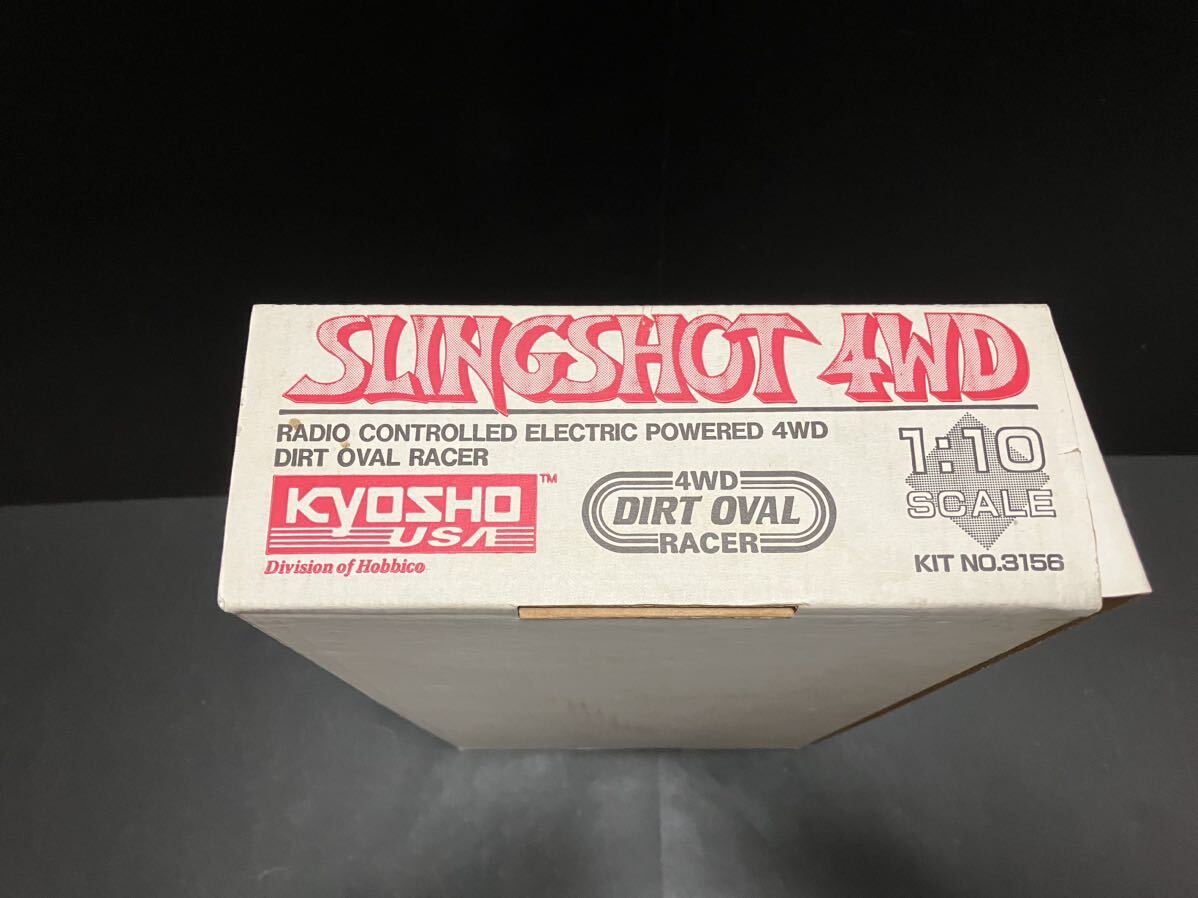 SLINGSHOT 4WD
RADIO CONTROLLED ELECTRIC POWERED 4WD
DIRT OVAL RACER
KYOSHO™
USA
Division of Hobbico
4WD
DIRT OVAL
RACER
1:10
SCALE
KIT NO.3156